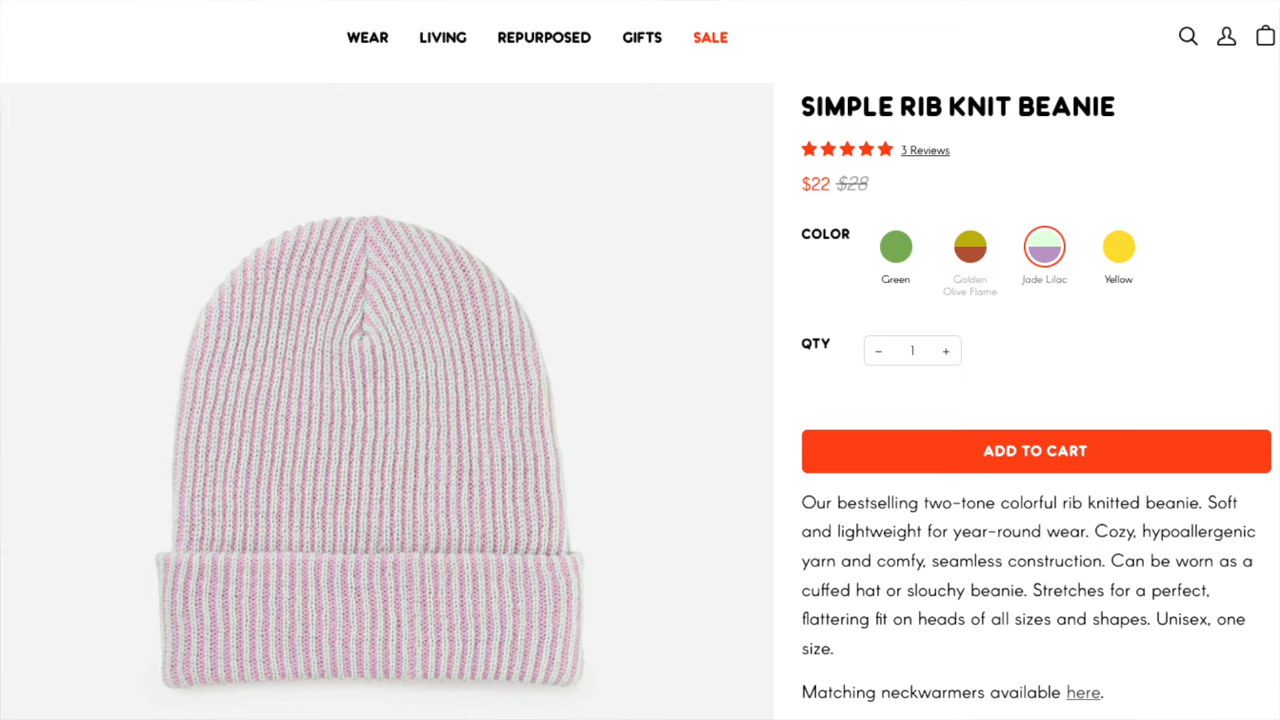 WEAR LIVING REPURPOSED GIFTS SALE
SIMPLE RIB KNIT BEANIE
3 Reviews
$22 $28
COLOR
Green
Golden
Olive Flame
Jade Lilac
Yellow
QTY
− 1 +
ADD TO CART
Our bestselling two-tone colorful rib knitted beanie. Soft
and lightweight for year-round wear. Cozy, hypoallergenic
yarn and comfy, seamless construction. Can be worn as a
cuffed hat or slouchy beanie. Stretches for a perfect,
flattering fit on heads of all sizes and shapes. Unisex, one
size.
Matching neckwarmers available here.